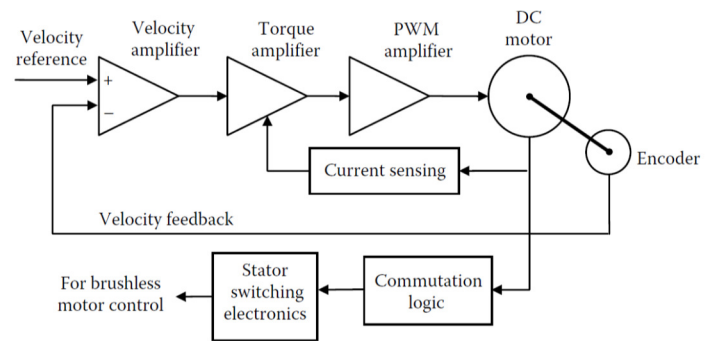 Velocity
reference
Velocity
amplifier
Torque
amplifier
PWM
amplifier
DC
motor
+
−
Current sensing
Encoder
Velocity feedback
For brushless
motor control
Stator
switching
electronics
Commutation
logic